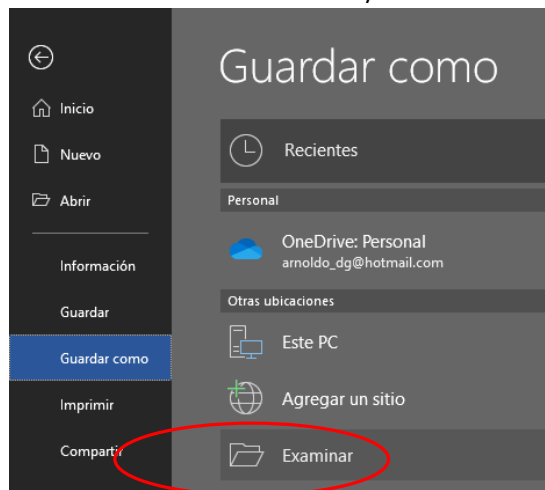 Guardar como
Inicio
Nuevo
Abrir
Información
Guardar
Guardar como
Imprimir
Compartir
Recientes
Personal
OneDrive: Personal
arnoldo_dg@hotmail.com
Otras ubicaciones
Este PC
Agregar un sitio
Examinar